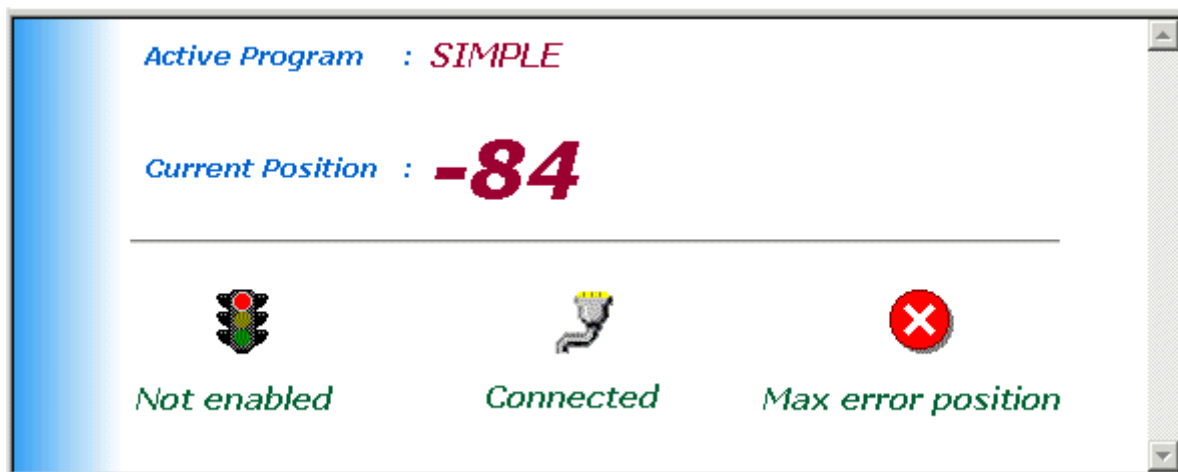 Active Program : SIMPLE
Current Position : -84
Not enabled Connected Max error position